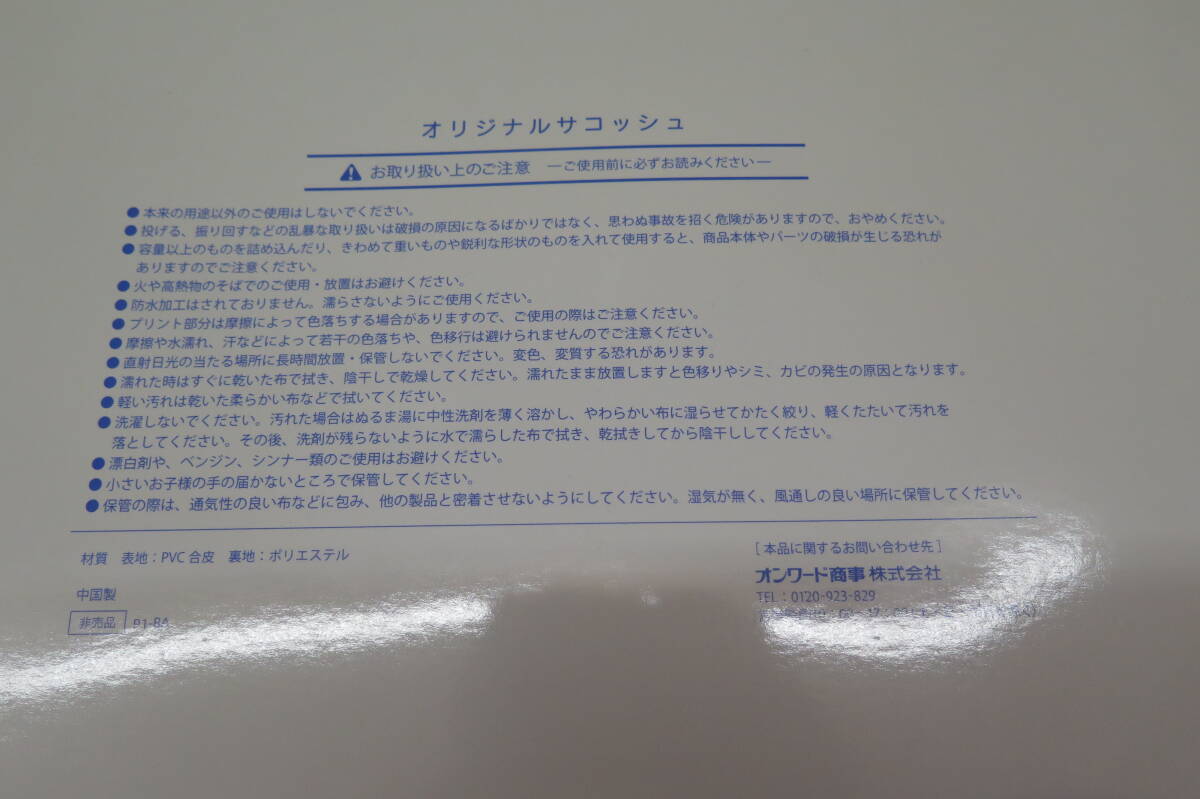 オリジナルサコッシュ
お取り扱い上のご注意 ―ご使用前に必ずお読みください―
●本来の用途以外のご使用はしないでください。
●投げる、振り回すなどの乱暴な取り扱いは破損の原因になるばかりではなく、思わぬ事故を招く危険がありますので、おやめください。
●容量以上のものを詰め込んだり、きわめて重いものや鋭利な形状のものを入れて使用すると、商品本体やパーツの破損が生じる恐れが
ありますのでご注意ください。
●火や高熱物のそばでのご使用・放置はお避けください。
●防水加工はされておりません。濡らさないようにご使用ください。
●プリント部分は摩擦によって色落ちする場合がありますので、ご使用の際はご注意ください。
●摩擦や水濡れ、汗などによって若干の色落ちや、色移行は避けられませんのでご注意ください。
●直射日光の当たる場所に長時間放置・保管しないでください。変色、変質する恐れがあります。
●濡れた時はすぐに乾いた布で拭き、陰干しで乾燥してください。濡れたまま放置しますと色移りやシミ、カビの発生の原因となります。
●軽い汚れは乾いた柔らかい布などで拭いてください。
●洗濯しないでください。汚れた場合はぬるま湯に中性洗剤を薄く溶かし、やわらかい布に湿らせてかたく絞り、軽くたたいて汚れを
落としてください。その後、洗剤が残らないように水で濡らした布で拭き、乾拭きしてから陰干ししてください。
●漂白剤や、ベンジン、シンナー類のご使用はお避けください。
●小さいお子様の手の届かないところで保管してください。
●保管の際は、通気性の良い布などに包み、他の製品と密着させないようにしてください。湿気が無く、風通しの良い場所に保管してください。
材質 表地：PVC合皮 裏地：ポリエステル
中国製
非売品
[本品に関するお問い合わせ先]
オンワード商事 株式会社
TEL：0120-923-829